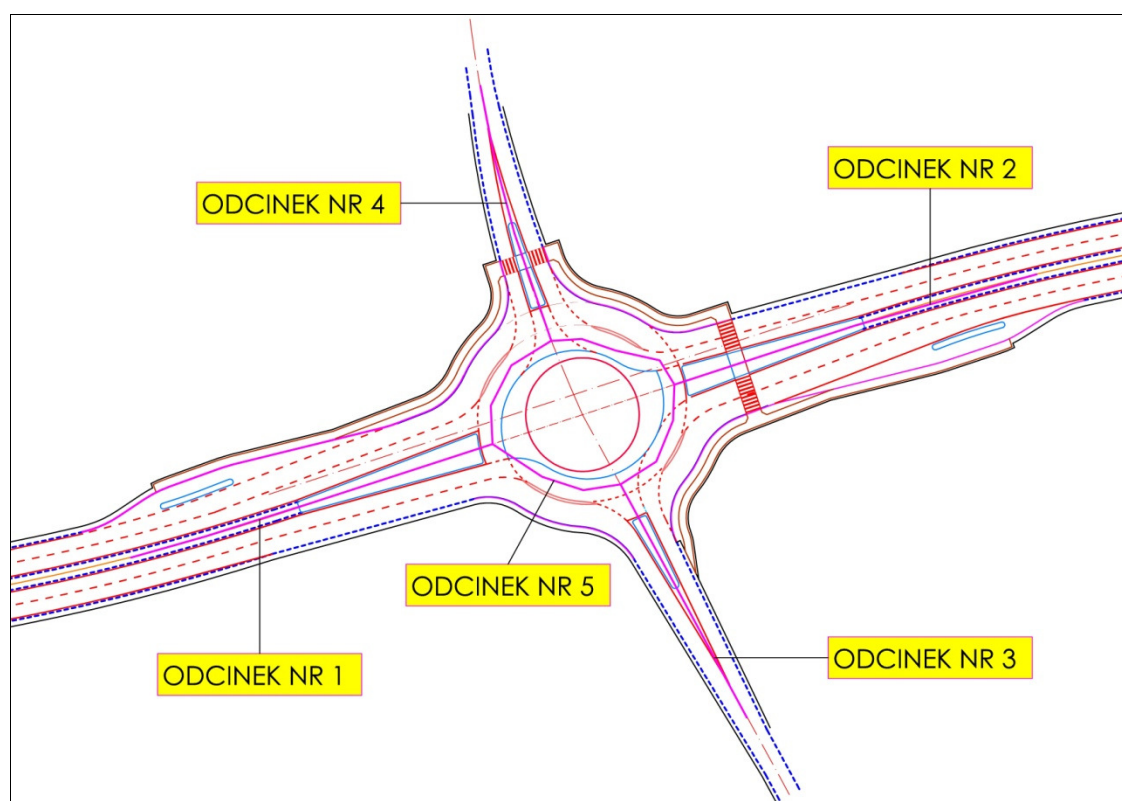 ODCINEK NR 2
ODCINEK NR 4
ODCINEK NR 5
ODCINEK NR 1
ODCINEK NR 3